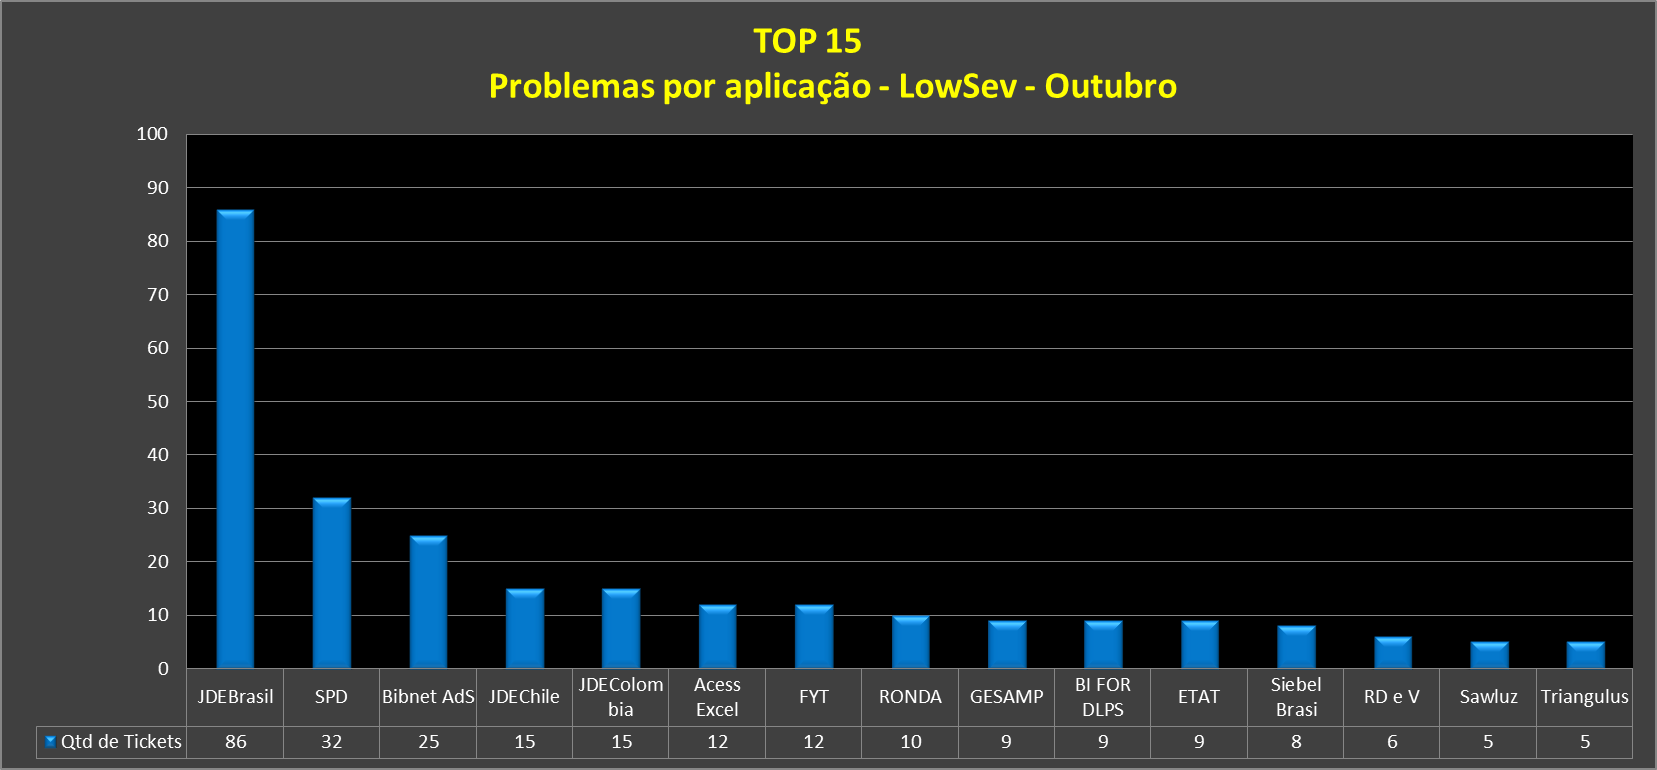 TOP 15
Problemas por aplicação - LowSev - Outubro
100
90
80
70
60
50
40
30
20
10
0
JDEBrasil SPD Bibnet AdS JDEChile JDEColom bia Acess Excel FYT RONDA GESAMP BI FOR DLPS ETAT Siebel Brasi RD e V Sawluz Triangulus
Qtd de Tickets 86 32 25 15 15 12 12 10 9 9 9 8 6 5 5